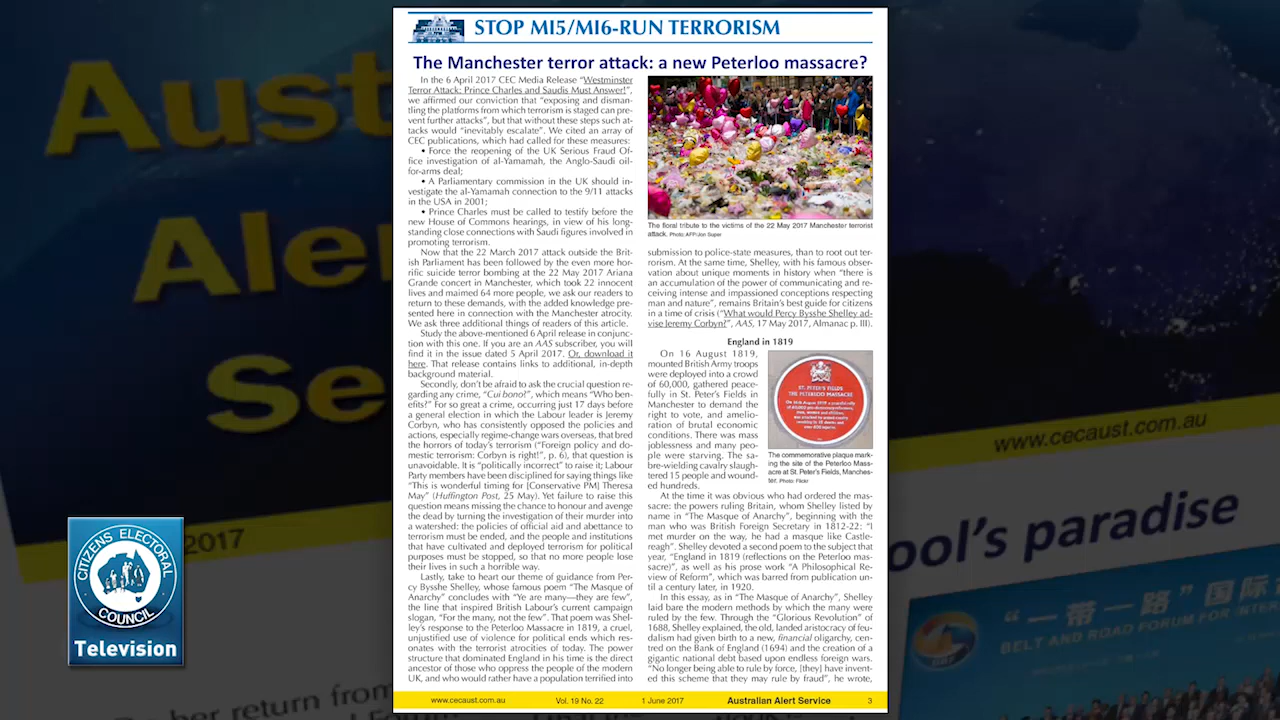 STOP MI5/MI6-RUN TERRORISM
The Manchester terror attack: a new Peterloo massacre?
In the 6 April 2017 CEC Media Release “Westminster
Terror Attack: Prince Charles and Saudis Must Answer!”,
we affirmed our conviction that “exposing and disman-
tling the platforms from which terrorism is staged can pre-
vent further attacks”, but that without these steps such at-
tacks would “inevitably escalate”. We cited an array of
CEC publications, which had called for these measures:
• Force the reopening of the UK Serious Fraud Of-
fice investigation of al-Yamamah, the Anglo-Saudi oil-
for-arms deal;
• A Parliamentary commission in the UK should in-
vestigate the al-Yamamah connection to the 9/11 attacks
in the USA in 2001;
• Prince Charles must be called to testify before the
new House of Commons hearings, in view of his long-
standing close connections with Saudi figures involved in
promoting terrorism.
Now that the 22 March 2017 attack outside the Brit-
ish Parliament has been followed by the even more hor-
rific suicide terror bombing at the 22 May 2017 Ariana
Grande concert in Manchester, which took 22 innocent
lives and maimed 64 more people, we ask our readers to
return to these demands, with the added knowledge pre-
sented here in connection with the Manchester atrocity.
We ask three additional things of readers of this article.
Study the above-mentioned 6 April release in conjunc-
tion with this one. If you are an AAS subscriber, you will
find it in the issue dated 5 April 2017. Or, download it
here. That release contains links to additional, in-depth
background material.
Secondly, don’t be afraid to ask the crucial question re-
garding any crime, “Cui bono?”, which means “Who ben-
efits?” For so great a crime, occurring just 17 days before
a general election in which the Labour leader is Jeremy
Corbyn, who has consistently opposed the policies and
actions, especially regime-change wars overseas, that bred
the horrors of today’s terrorism (“Foreign policy and do-
mestic terrorism: Corbyn is right!”, p. 6), that question is
unavoidable. It is “politically incorrect” to raise it; Labour
Party members have been disciplined for saying things like
“This is wonderful timing for [Conservative PM] Theresa
May” (Huffington Post, 25 May). Yet failure to raise this
question means missing the chance to honour and avenge
the dead by turning the investigation of their murder into
a watershed: the policies of official aid and abettance to
terrorism must be ended, and the people and institutions
that have cultivated and deployed terrorism for political
purposes must be stopped, so that no more people lose
their lives in such a horrible way.
Lastly, take to heart our theme of guidance from Per-
cy Bysshe Shelley, whose famous poem “The Masque of
Anarchy” concludes with “Ye are many—they are few”,
the line that inspired British Labour’s current campaign
slogan, “For the many, not the few”. That poem was Shel-
ley’s response to the Peterloo Massacre in 1819, a cruel,
unjustified use of violence for political ends which res-
onates with the terrorist atrocities of today. The power
structure that dominated England in his time is the direct
ancestor of those who oppress the people of the modern
UK, and who would rather have a population terrified into
The floral tribute to the victims of the 22 May 2017 Manchester terrorist
attack. Photo: AFP/Jon Super
submission to police-state measures, than to root out ter-
rorism. At the same time, Shelley, with his famous obser-
vation about unique moments in history when “there is
an accumulation of the power of communicating and re-
ceiving intense and impassioned conceptions respecting
man and nature”, remains Britain’s best guide for citizens
in a time of crisis (“What would Percy Bysshe Shelley ad-
vise Jeremy Corbyn?”, AAS, 17 May 2017, Almanac p. III).
England in 1819
On 16 August 1819,
mounted British Army troops
were deployed into a crowd
of 60,000, gathered peace-
fully in St. Peter’s Fields in
Manchester to demand the
right to vote, and amelio-
ration of brutal economic
conditions. There was mass
joblessness and many peo-
ple were starving. The sa-
bre-wielding cavalry slaugh-
tered 15 people and wound-
ed hundreds.
ST. PETER'S FIELDS
THE PETERLOO MASSACRE
The commemorative plaque mark-
ing the site of the Peterloo Mass-
acre at St. Peter’s Fields, Manches-
ter. Photo: Flickr
At the time it was obvious who had ordered the mas-
sacre: the powers ruling Britain, whom Shelley listed by
name in “The Masque of Anarchy”, beginning with the
man who was British Foreign Secretary in 1812-22: “I
met murder on the way, he had a masque like Castle-
reagh”. Shelley devoted a second poem to the subject that
year, “England in 1819 (reflections on the Peterloo mas-
sacre)”, as well as his prose work “A Philosophical Re-
view of Reform”, which was barred from publication un-
til a century later, in 1920.
In this essay, as in “The Masque of Anarchy”, Shelley
laid bare the modern methods by which the many were
ruled by the few. Through the “Glorious Revolution” of
1688, Shelley explained, the old, landed aristocracy of feu-
dalism had given birth to a new, financial oligarchy, cen-
tred on the Bank of England (1694) and the creation of a
gigantic national debt based upon endless foreign wars.
“No longer being able to rule by force, [they] have invent-
ed this scheme that they may rule by fraud”, he wrote,
www.cecaust.com.au Vol. 19 No. 22 1 June 2017 Australian Alert Service 3
CITIZENS ELECTORAL
COUNCIL
Television
Aust
Aler
Se
2017
www.cecaust.com.au
ool’s paradise
her return from
“一带一路”国际
BELT AND ROAD FORUM FOR INTER